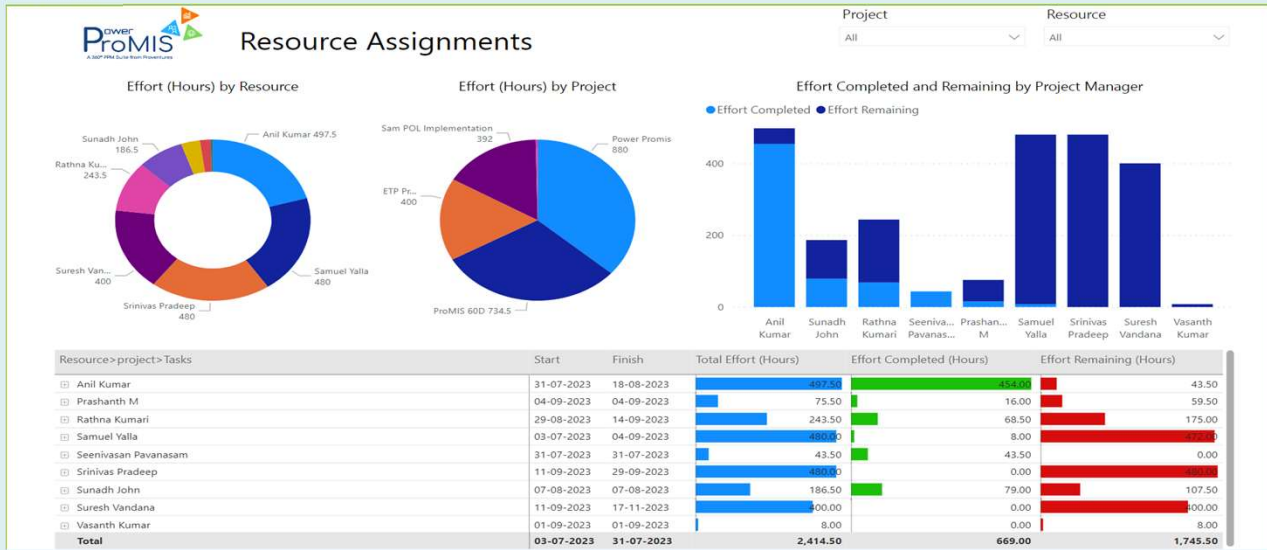 Power
ProMIS
A 360° PPM Suite from Proventures
Resource Assignments
Project
All
Resource
All
Effort (Hours) by Resource
Anil Kumar 497.5
Samuel Yalla
480
Srinivas Pradeep
480
Suresh Van...
400
Rathna Ku...
243.5
Sunadh John
186.5
Effort (Hours) by Project
Power Promis
880
ProMIS 60D 734.5
ETP Pr...
400
Sam POL Implementation
392
Effort Completed and Remaining by Project Manager
Effort Completed Effort Remaining
400
200
0
Anil Kumar
Sunadh John
Rathna Kumari
Seeniva... Pavanas...
Prashan... M
Samuel Yalla
Srinivas Pradeep
Suresh Vandana
Vasanth Kumar
Resource>project>Tasks Start Finish Total Effort (Hours) Effort Completed (Hours) Effort Remaining (Hours)
Anil Kumar 31-07-2023 18-08-2023 497.50 454.00 43.50
Prashanth M 04-09-2023 04-09-2023 75.50 16.00 59.50
Rathna Kumari 29-08-2023 14-09-2023 243.50 68.50 175.00
Samuel Yalla 03-07-2023 04-09-2023 480.00 8.00 472.00
Seenivasan Pavanasam 31-07-2023 31-07-2023 43.50 43.50 0.00
Srinivas Pradeep 11-09-2023 29-09-2023 480.00 0.00 480.00
Sunadh John 07-08-2023 07-08-2023 186.50 79.00 107.50
Suresh Vandana 11-09-2023 17-11-2023 400.00 0.00 400.00
Vasanth Kumar 01-09-2023 01-09-2023 8.00 0.00 8.00
Total 03-07-2023 31-07-2023 2,414.50 669.00 1,745.50